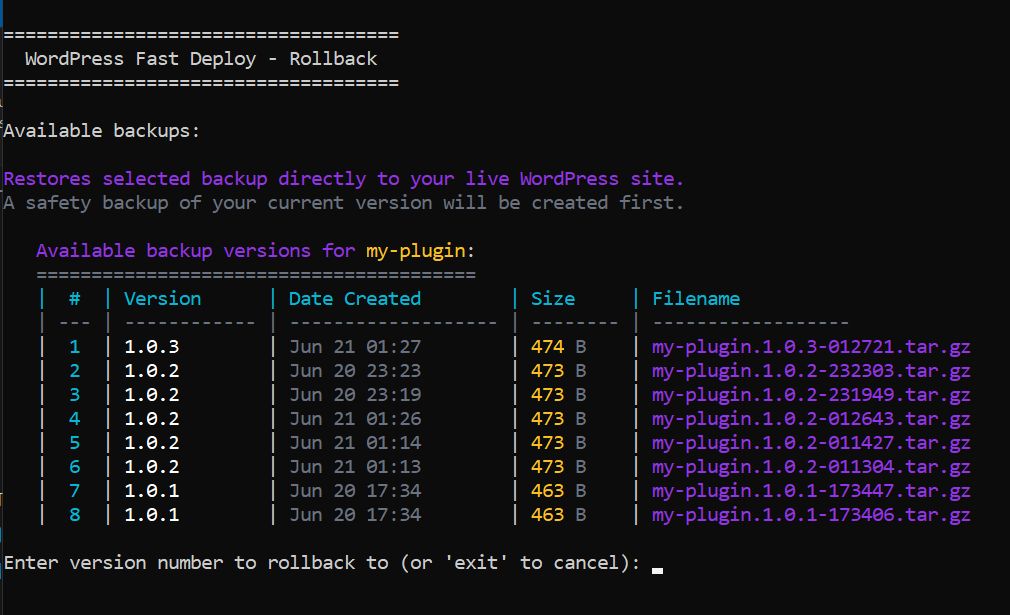 ====================================
WordPress Fast Deploy - Rollback
====================================
Available backups:
Restores selected backup directly to your live WordPress site.
A safety backup of your current version will be created first.
Available backup versions for my-plugin:
========================================
| # | Version | Date Created | Size | Filename
| --- | ------------ | ------------------- | -------- | ------------------
| 1 | 1.0.3 | Jun 21 01:27 | 474 B | my-plugin.1.0.3-012721.tar.gz
| 2 | 1.0.2 | Jun 20 23:23 | 473 B | my-plugin.1.0.2-232303.tar.gz
| 3 | 1.0.2 | Jun 20 23:19 | 473 B | my-plugin.1.0.2-231949.tar.gz
| 4 | 1.0.2 | Jun 21 01:26 | 473 B | my-plugin.1.0.2-012643.tar.gz
| 5 | 1.0.2 | Jun 21 01:14 | 473 B | my-plugin.1.0.2-011427.tar.gz
| 6 | 1.0.2 | Jun 21 01:13 | 473 B | my-plugin.1.0.2-011304.tar.gz
| 7 | 1.0.1 | Jun 20 17:34 | 463 B | my-plugin.1.0.1-173447.tar.gz
| 8 | 1.0.1 | Jun 20 17:34 | 463 B | my-plugin.1.0.1-173406.tar.gz
Enter version number to rollback to (or 'exit' to cancel):